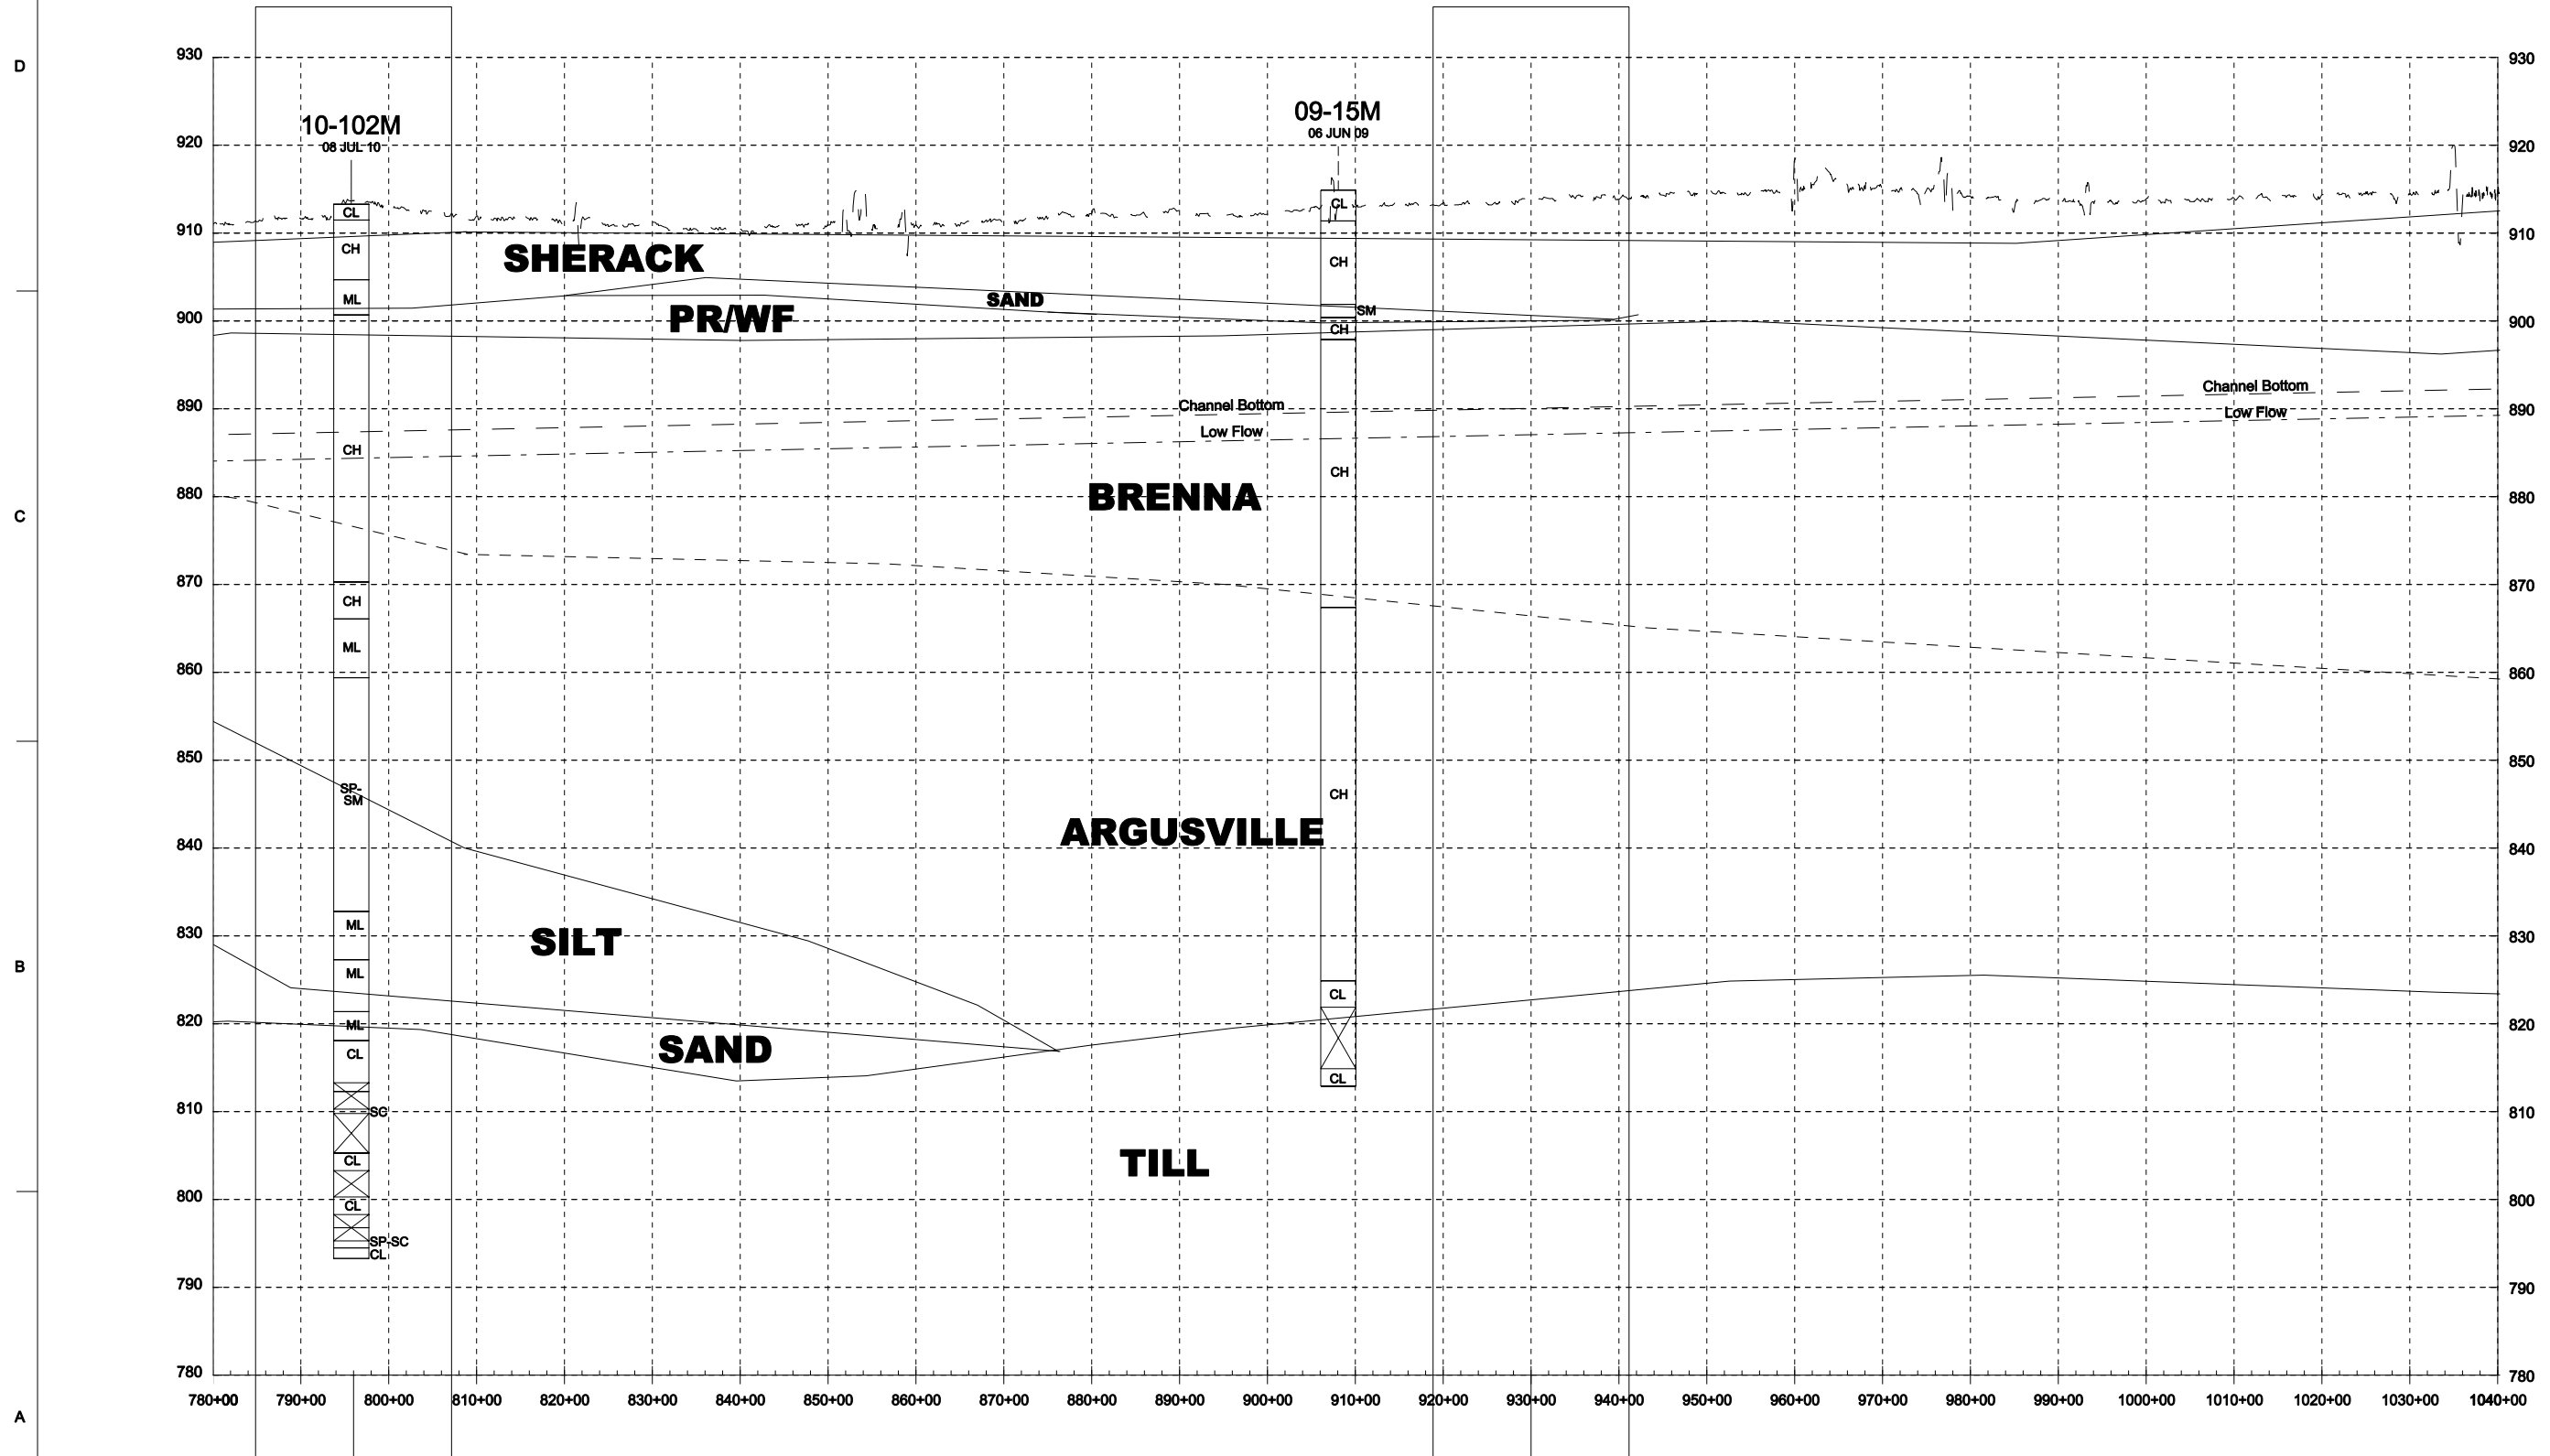 D
930
930
10-102M
08 JUL 10
09-15M
06 JUN 09
920
920
CL
CL
910
910
CH
SHERACK
CH
ML
SAND
SM
900
PR/WF
900
CH
Channel Bottom
Channel Bottom
890
890
Low Flow
Low Flow
CH
CH
880
BRENNA
880
C
870
870
CH
ML
860
860
850
850
SP-
SM
CH
ARGUSVILLE
840
840
ML
830
SILT
830
B
ML
CL
820
ML
820
CL
SAND
CL
810
SC
810
CL
TILL
800
CL
800
SP-SC
CL
790
790
780
780
780+00 790+00 800+00 810+00 820+00 830+00 840+00 850+00 860+00 870+00 880+00 890+00 900+00 910+00 920+00 930+00 940+00 950+00 960+00 970+00 980+00 990+00 1000+00 1010+00 1020+00 1030+00 1040+00
A